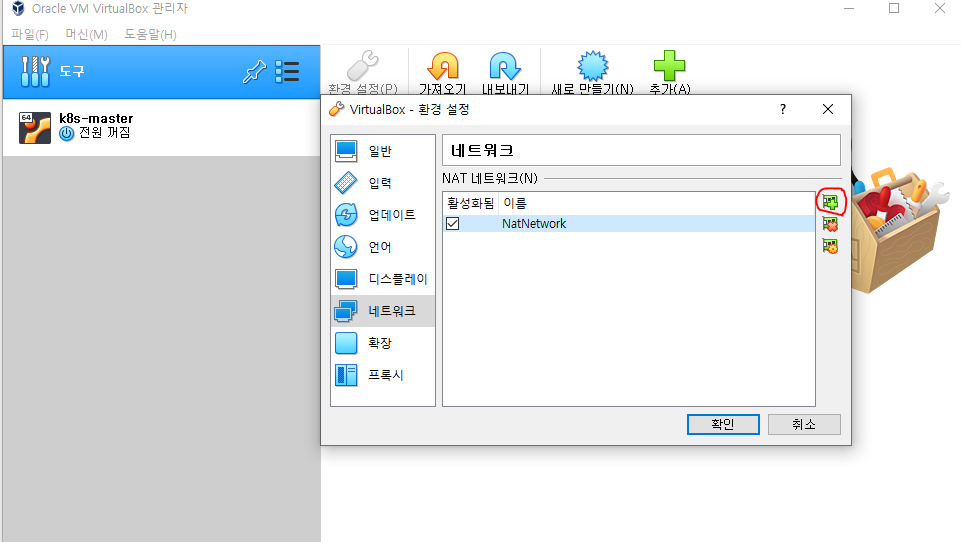 Oracle VM VirtualBox 관리자
파일(F) 머신(M) 도움말(H)
도구
환경 설정(P) 가져오기 내보내기 새로 만들기(N) 추가(A)
64
k8s-master
전원 꺼짐
VirtualBox - 환경 설정
?
일반
입력
업데이트
언어
디스플레이
네트워크
확장
프록시
네트워크
NAT 네트워크(N)
활성화됨 이름
NatNetwork
확인 취소